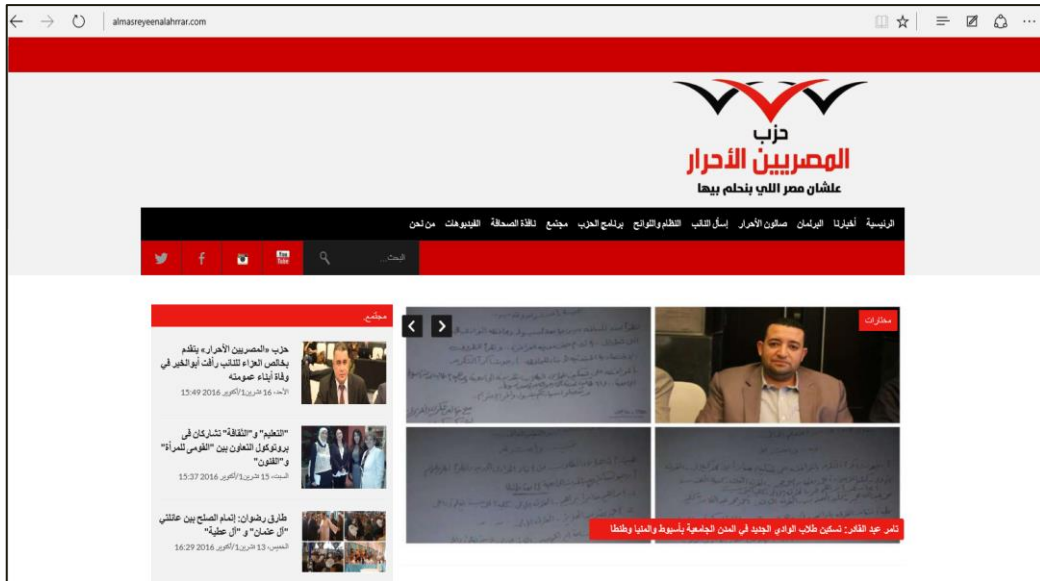 almasreyeenalahrrar.com
حزب
المصريين الأحرار
علشان مصر اللي بنحلم بيها
الرئيسية أخبارنا البرلمان صالون الأحرار إسأل النائب النظام واللوائح برنامج الحزب مجتمع نافذة الصحافة الفيديوهات من نحن
البحث...
You
Tube
مختارات
تامر عبد القادر: تسكين طلاب الوادي الجديد في المدن الجامعية بأسيوط والمنيا وطنطا
مجتمع
حزب «المصريين الأحرار» يتقدم
بخالص العزاء للنائب رأفت أبو الخير في
وفاة أبناء عمومته
الأحد، 16 تشرين1/أكتوبر 2016 15:49
"التعليم" و"الثقافة" تشاركان فى
بروتوكول التعاون بين "القومى للمرأة"
و"الفنون"
السبت، 15 تشرين1/أكتوبر 2016 15:37
طارق رضوان: إتمام الصلح بين عائلتي
"آل عثمان" و "آل عطية"
الخميس، 13 تشرين1/أكتوبر 2016 16:29